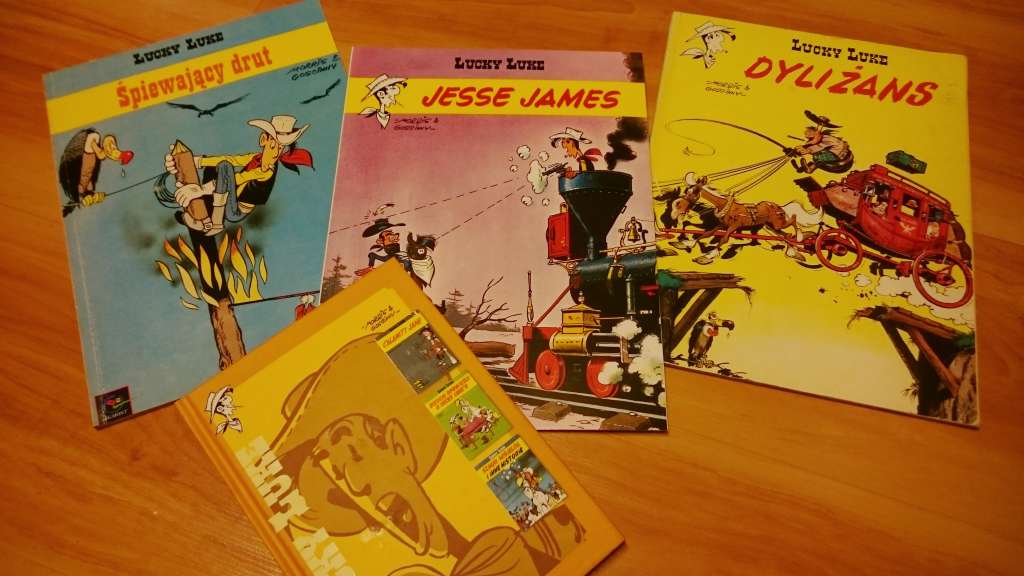 LUCKY LUKE
Śpiewający drut
MORRIS &
GOSCINNY
LUCKY LUKE
JESSE JAMES
MORRIS &
GOSCINNY
LUCKY LUKE
DYLIŻANS
MORRIS &
GOSCINNY
MORRIS &
GOSCINNY
CALAMITY JANE